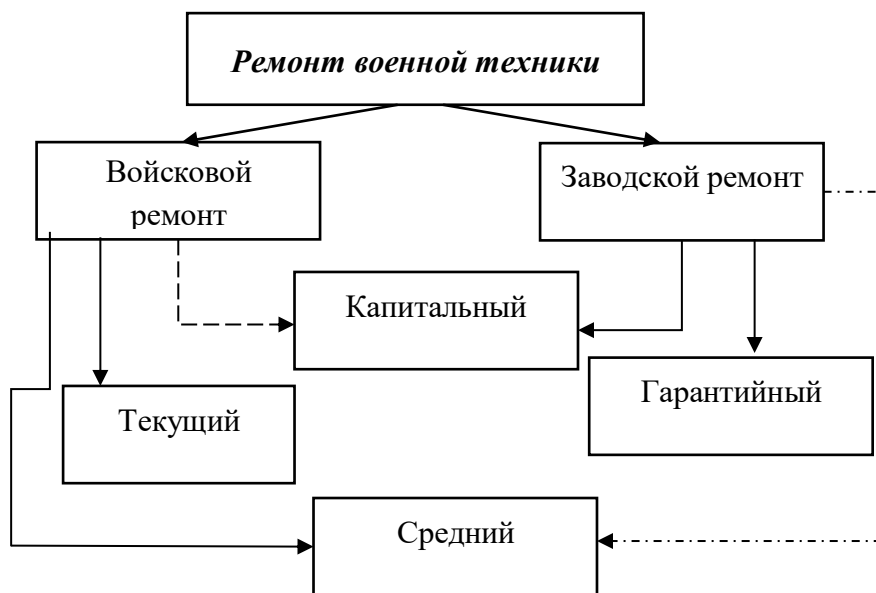 Ремонт военной техники
Войсковой
ремонт
Заводской ремонт
Капитальный
Гарантийный
Текущий
Средний